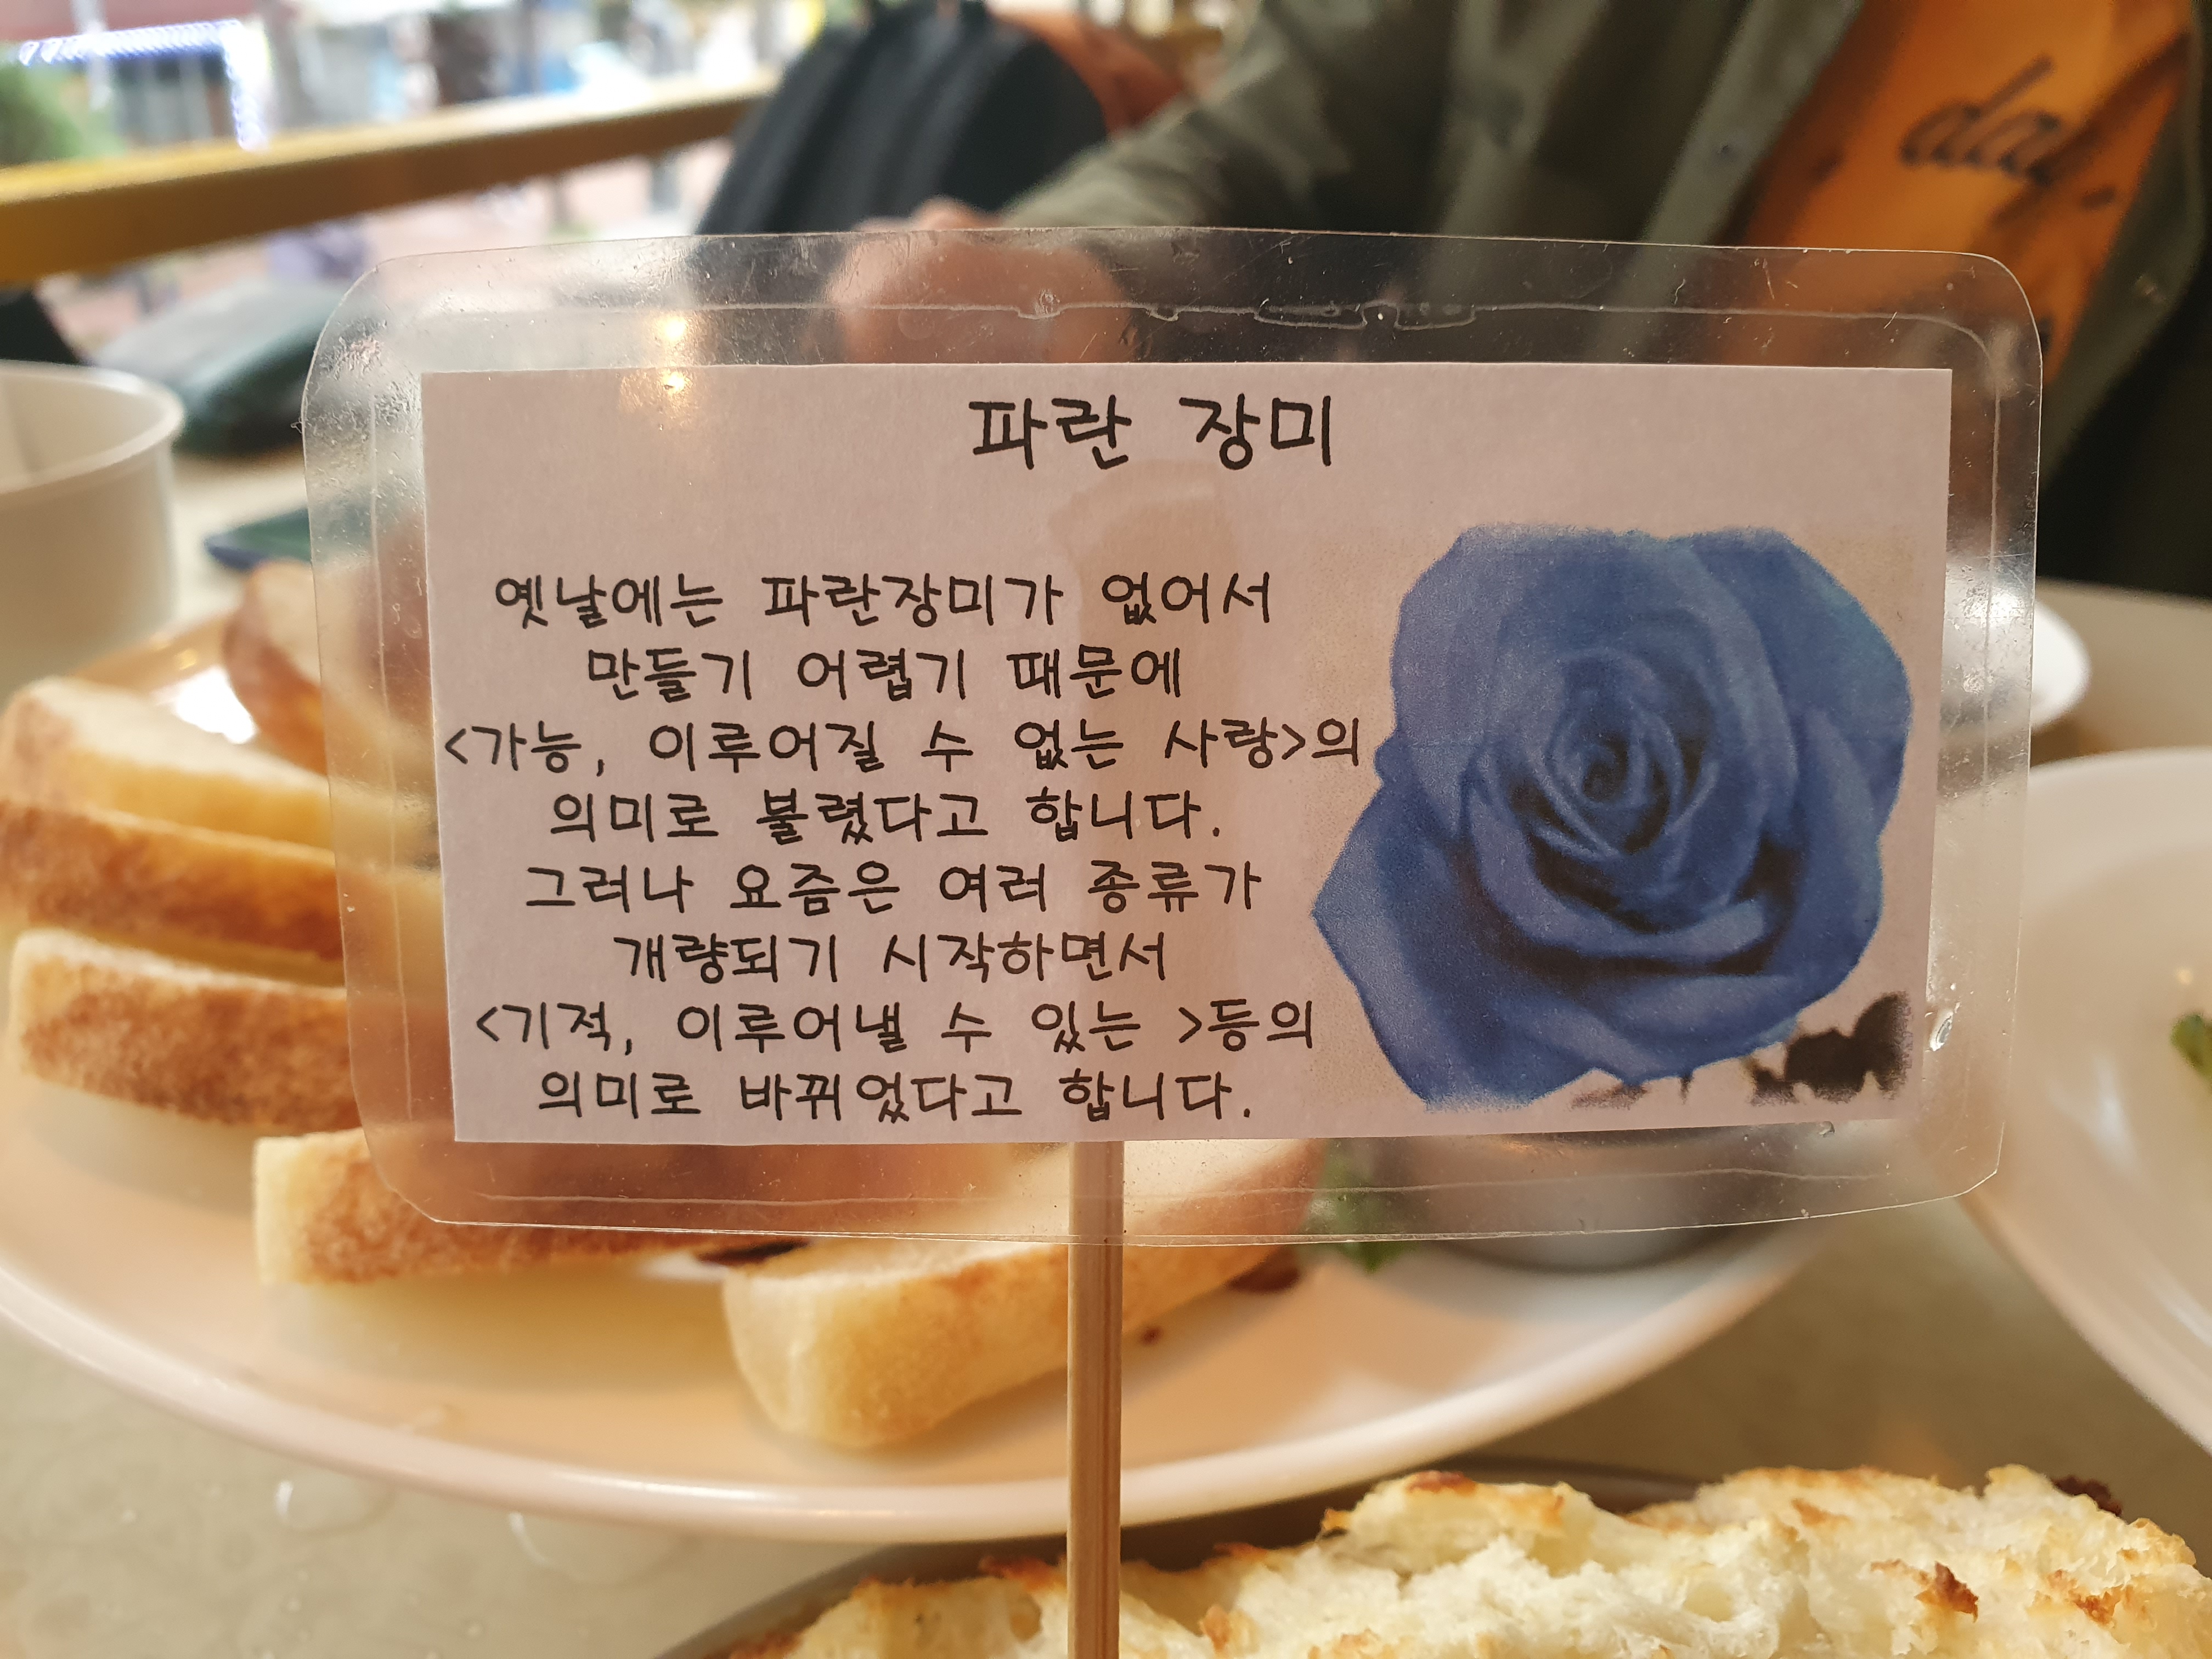 day.
파란 장미
옛날에는 파란장미가 없어서
만들기 어렵기 때문에
<가능, 이루어질 수 없는 사랑>의
의미로 불렸다고 합니다.
그러나 요즘은 여러 종류가
개량되기 시작하면서
<기적, 이루어낼 수 있는 >등의
의미로 바뀌었다고 합니다.